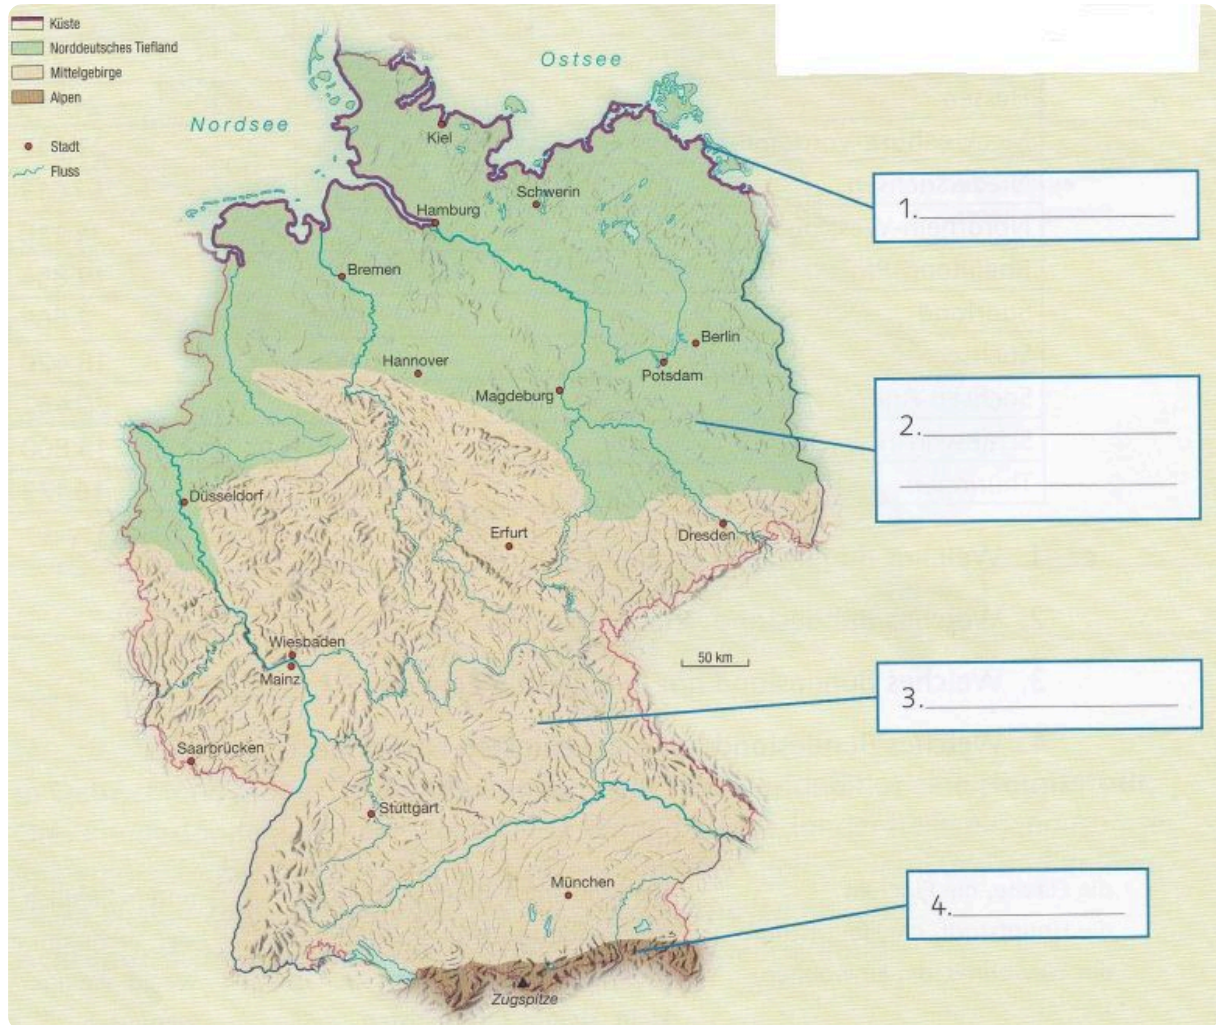 Küste
Norddeutsches Tiefland
Mittelgebirge
Alpen
Stadt
Fluss
Nordsee
Ostsee
Kiel
Schwerin
Hamburg
Bremen
Berlin
Hannover
Potsdam
Magdeburg
Düsseldorf
Erfurt
Dresden
Wiesbaden
Mainz
50 km
Saarbrücken
Stuttgart
München
Zugspitze
1.
2.
3.
4.